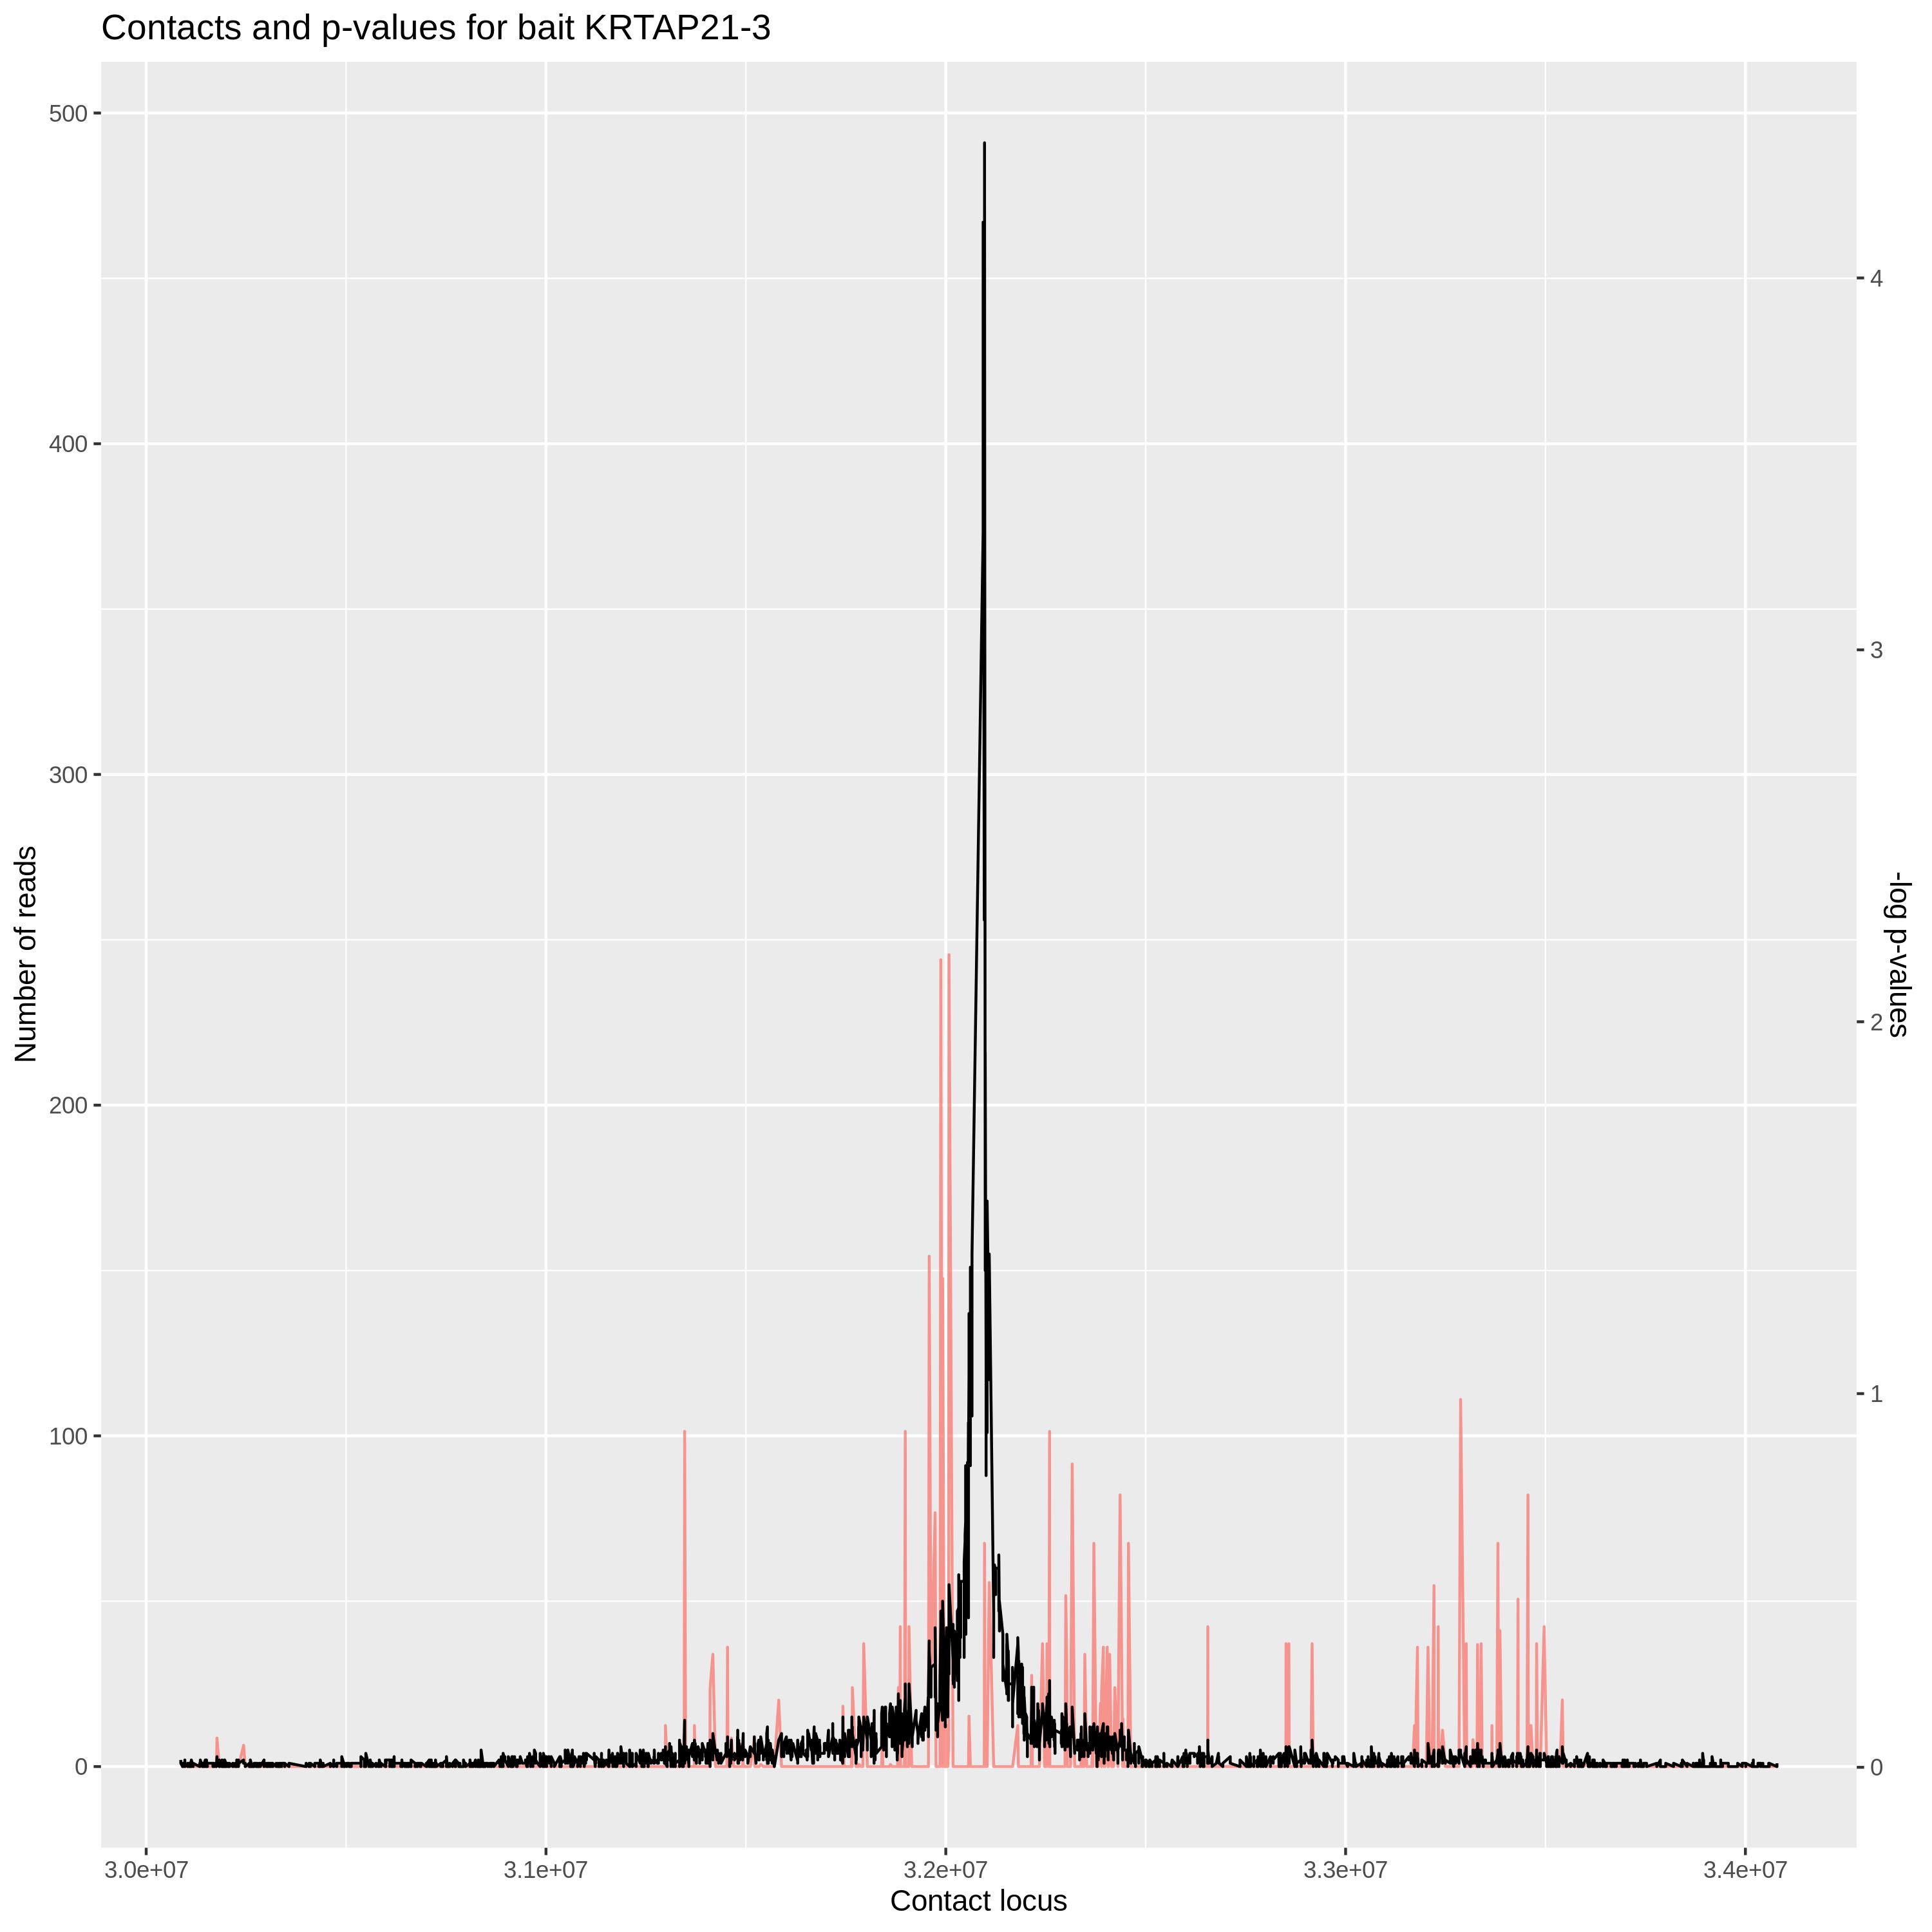 Contacts and p-values for bait KRTAP21-3
500
400
300
200
100
0
Number of reads
4
3
2
1
0
-log p-values
3.0e+07 3.1e+07 3.2e+07 3.3e+07 3.4e+07
Contact locus